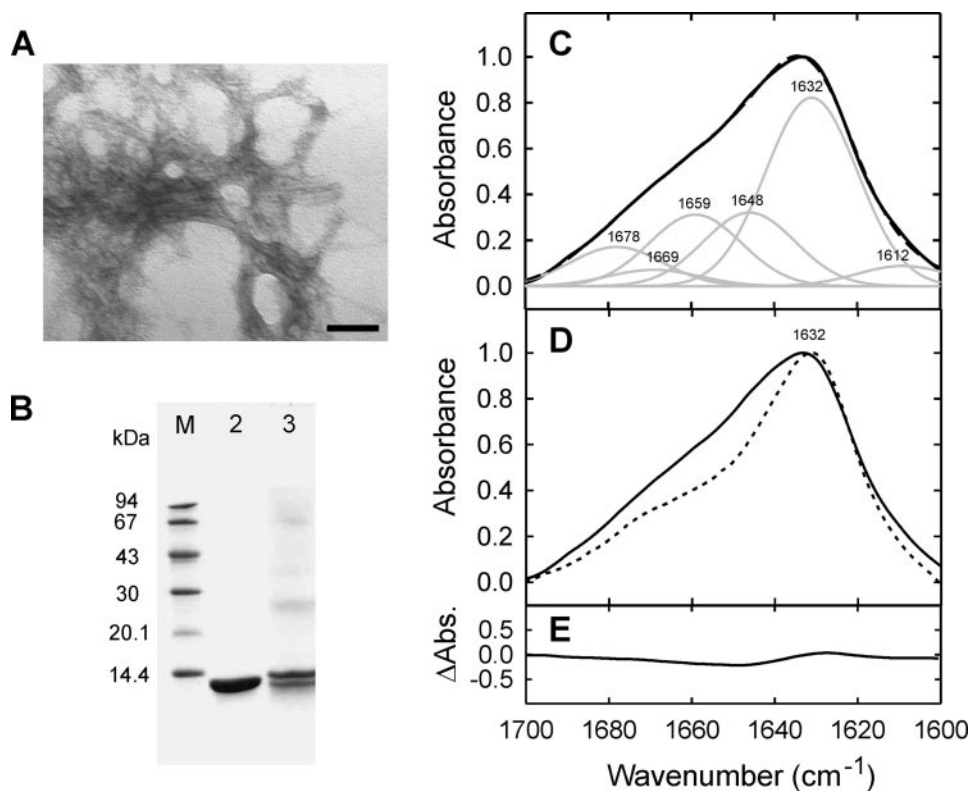 A
B
kDa
M 2 3
94
67
43
30
20.1
14.4
C
1.0
0.8
0.6
0.4
0.2
0.0
Absorbance
1632
1659
1648
1678
1669
1612
D
1632
1.0
0.8
0.6
0.4
0.2
0.0
Absorbance
E
0.5
0.0
-0.5
ΔAbs.
1700 1680 1660 1640 1620 1600
Wavenumber (cm⁻¹)